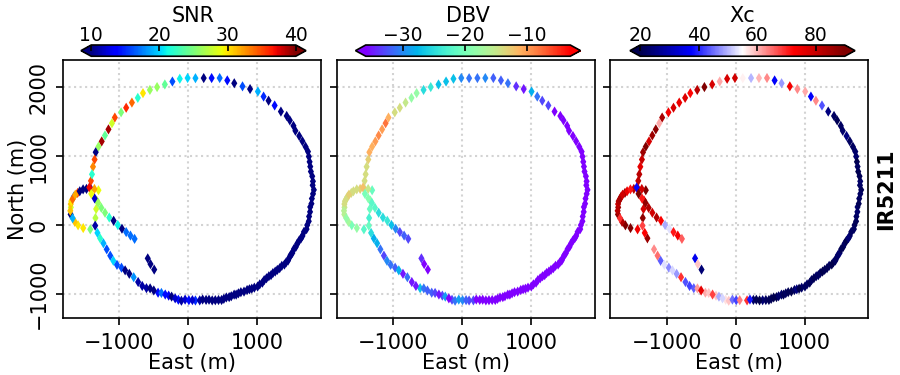 SNR DBV Xc
10 20 30 40 −30 −20 −10 20 40 60 80
2000
1000
0
−1000
North (m)
IR5211
−1000 0 1000 −1000 0 1000 −1000 0 1000
East (m) East (m) East (m)